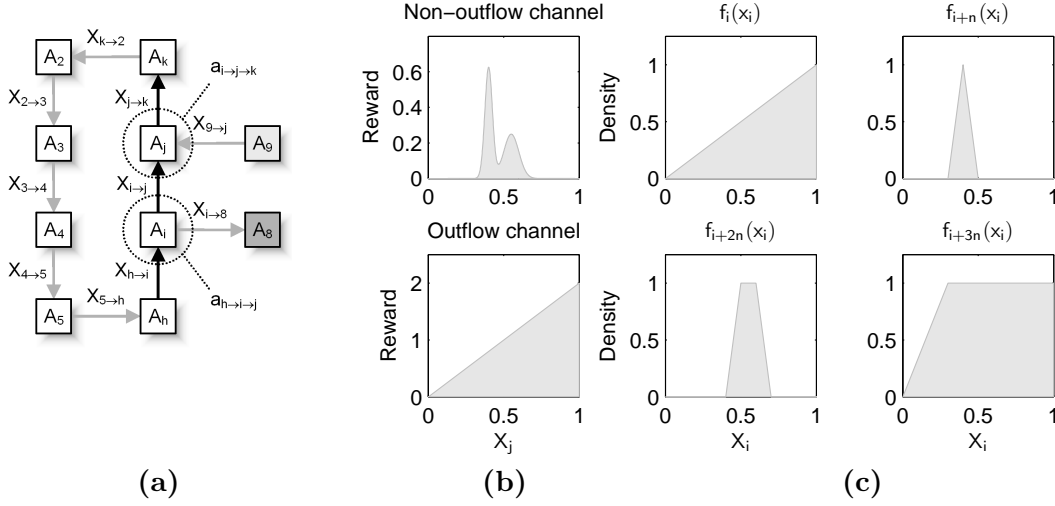 X_{k→2}
A_2
A_k
a_{i→j→k}
X_{2→3}
X_{j→k}
X_{9→j}
A_3
A_j
A_9
X_{3→4}
X_{i→j}
X_{i→8}
A_4
A_i
A_8
X_{4→5}
X_{h→i}
X_{5→h}
a_{h→i→j}
A_5
A_h
(a)
Non−outflow channel
Reward
0.6
0.4
0.2
0
0 0.5 1
Outflow channel
Reward
2
1
0
0 0.5 1
X_j
(b)
f_i(x_i)
Density
1
0.5
0
0 0.5 1
f_{i+n}(x_i)
1
0.5
0
0 0.5 1
f_{i+2n}(x_i)
Density
1
0.5
0
0 0.5 1
X_i
f_{i+3n}(x_i)
1
0.5
0
0 0.5 1
X_i
(c)